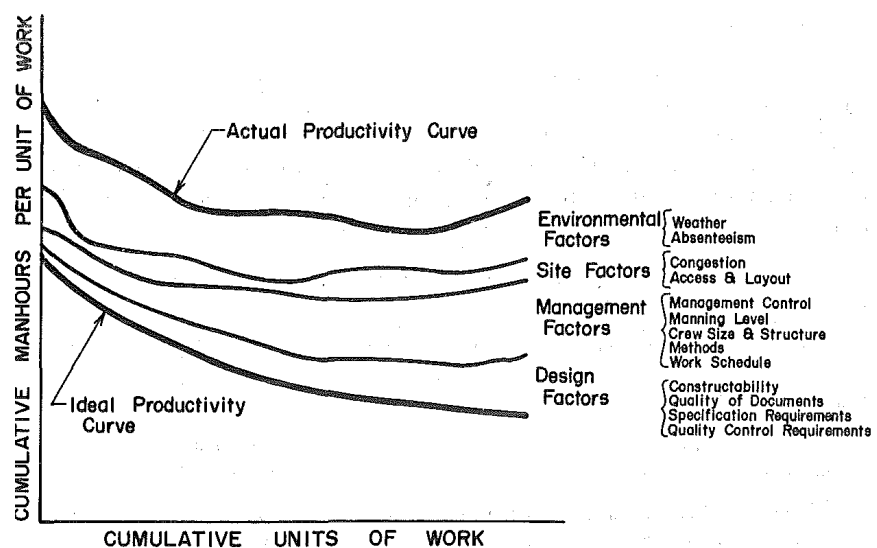 CUMULATIVE MANHOURS PER UNIT OF WORK
Actual Productivity Curve
Environmental
Factors
Weather
Absenteeism
Site Factors
Congestion
Access & Layout
Management
Factors
Management Control
Manning Level
Crew Size & Structure
Methods
Work Schedule
Design
Factors
Constructability
Quality of Documents
Specification Requirements
Quality Control Requirements
Ideal Productivity
Curve
CUMULATIVE UNITS OF WORK